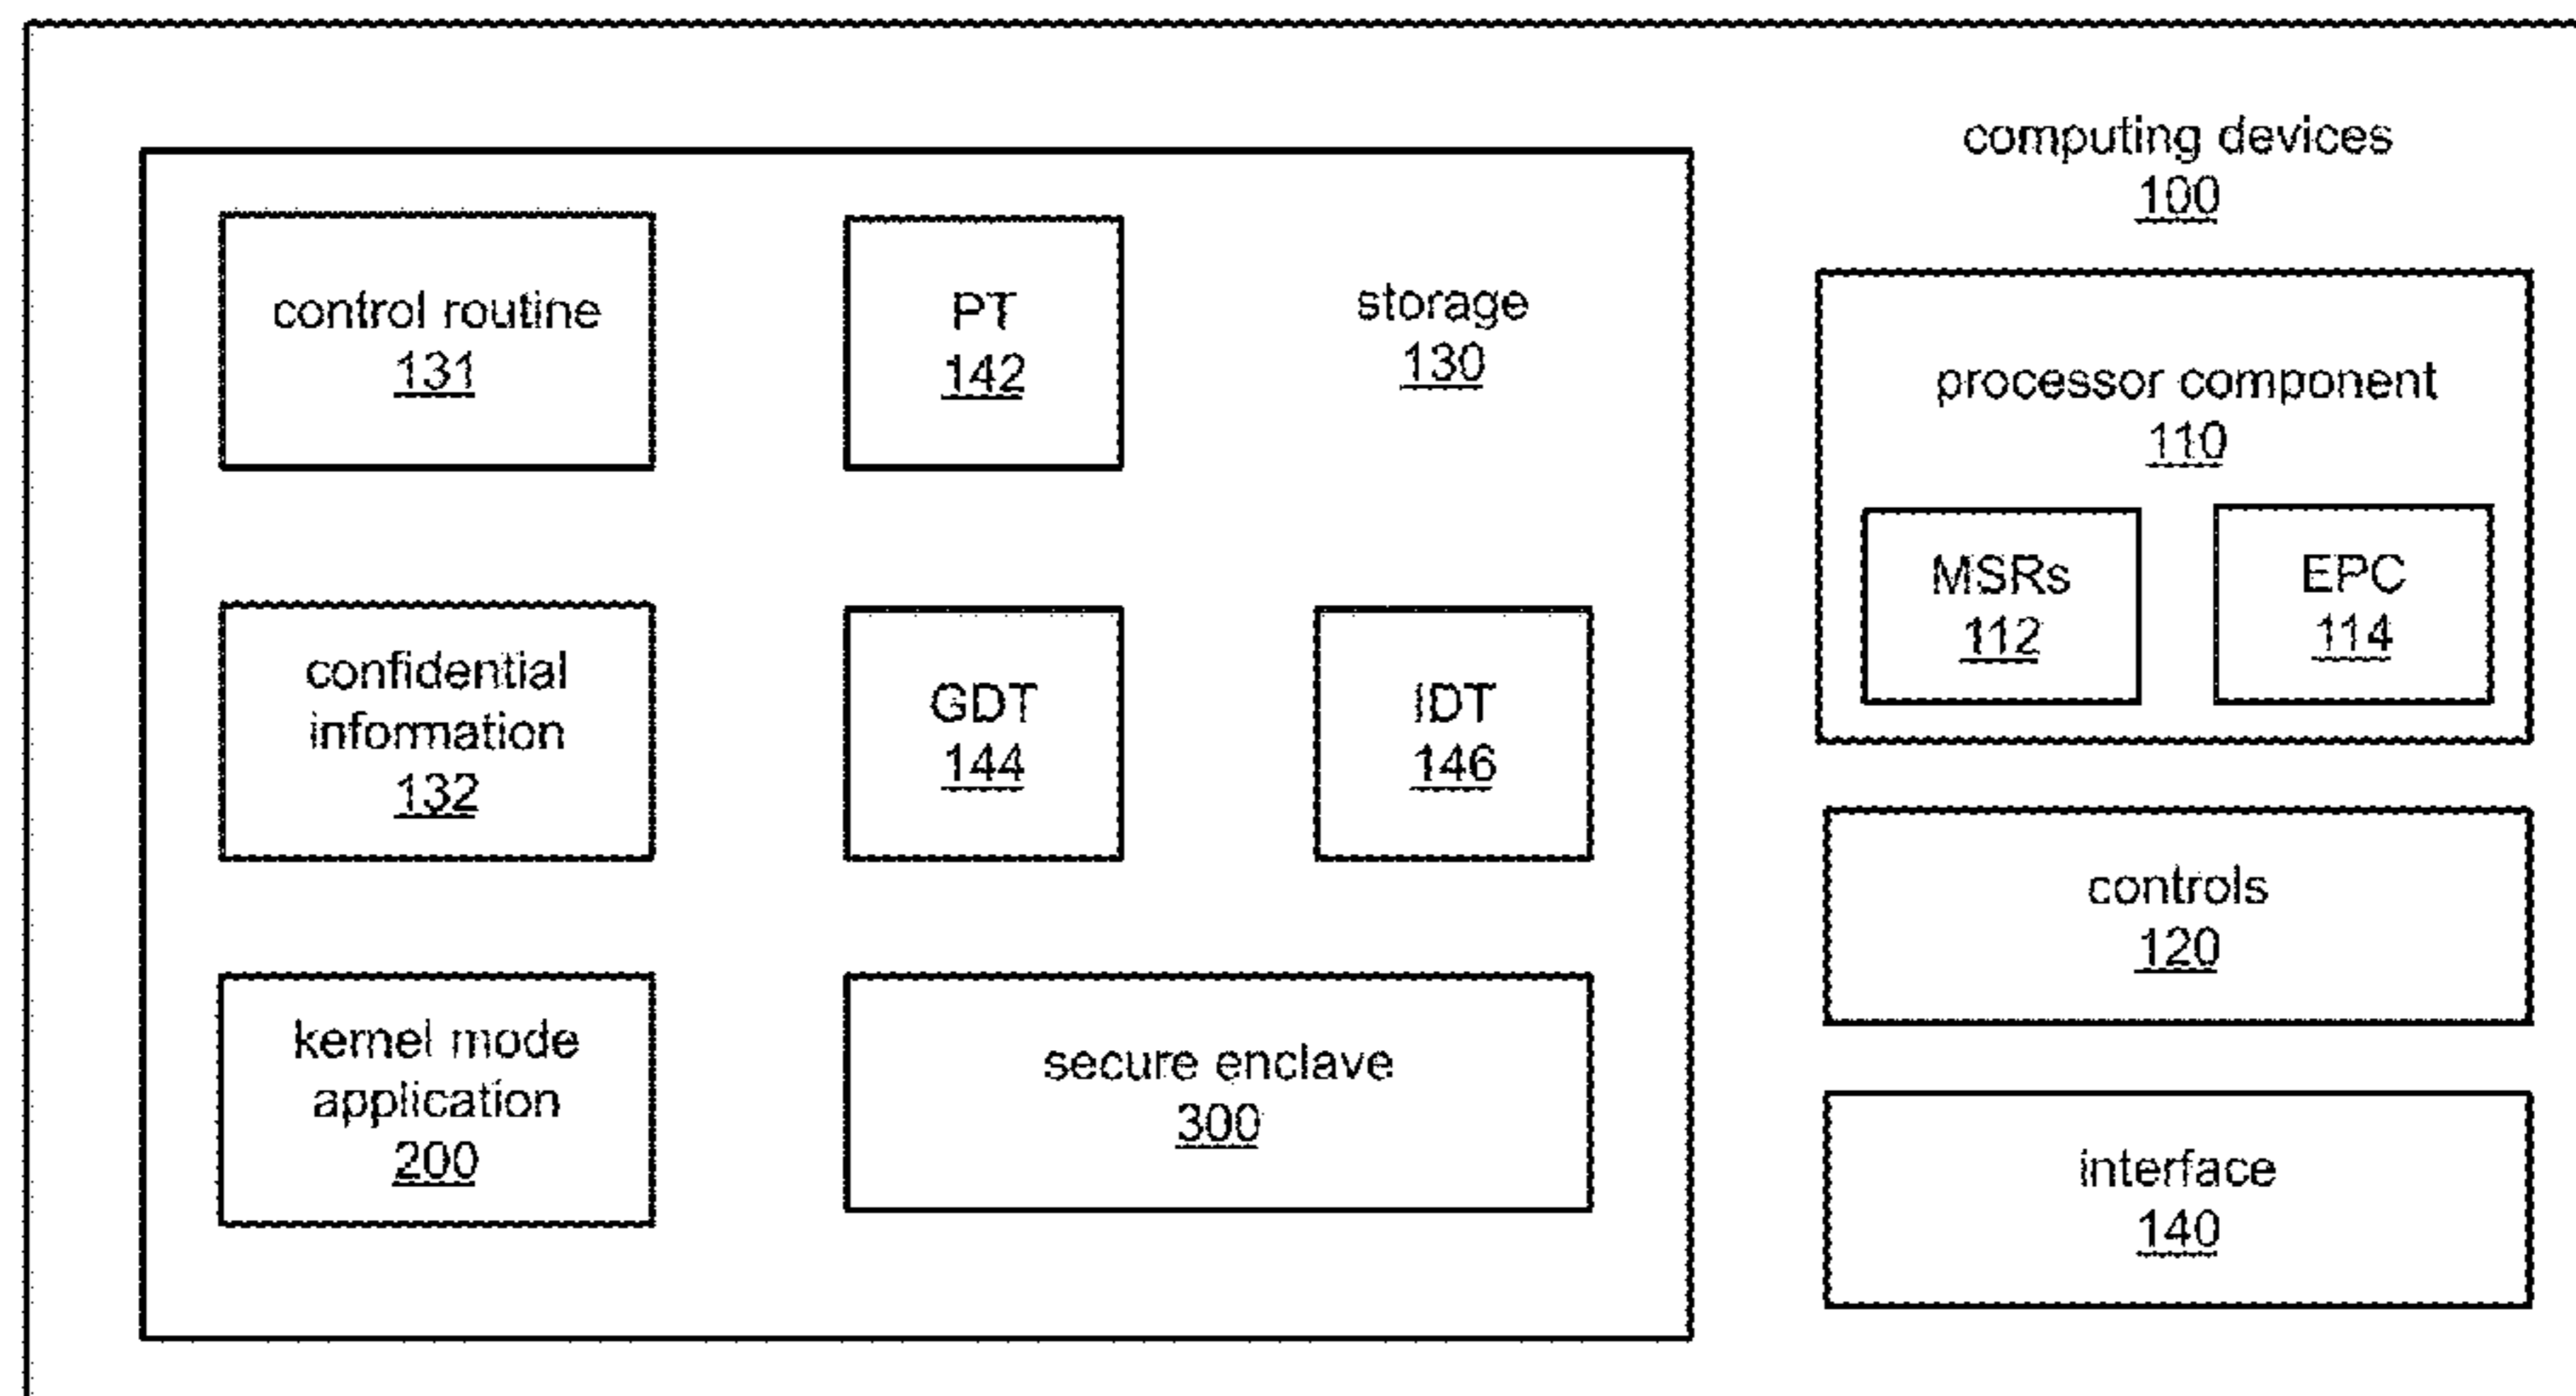 computing devices
100
control routine
131
PT
142
storage
130
processor component
110
MSRs
112
EPC
114
confidential
information
132
GDT
144
IDT
146
controls
120
kernel mode
application
200
secure enclave
300
interface
140